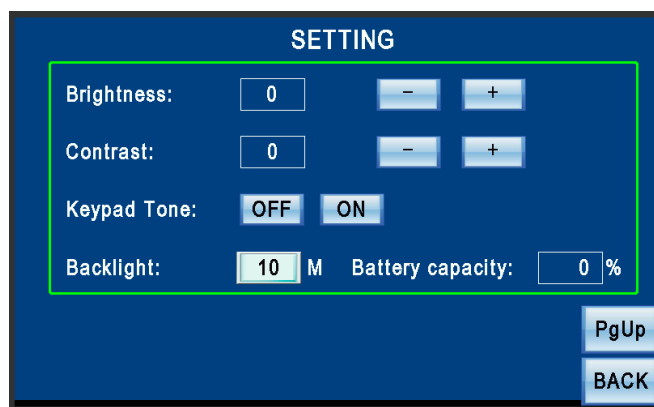 SETTING
Brightness: 0 - +
Contrast: 0 - +
Keypad Tone: OFF ON
Backlight: 10 M Battery capacity: 0 %
PgUp
BACK